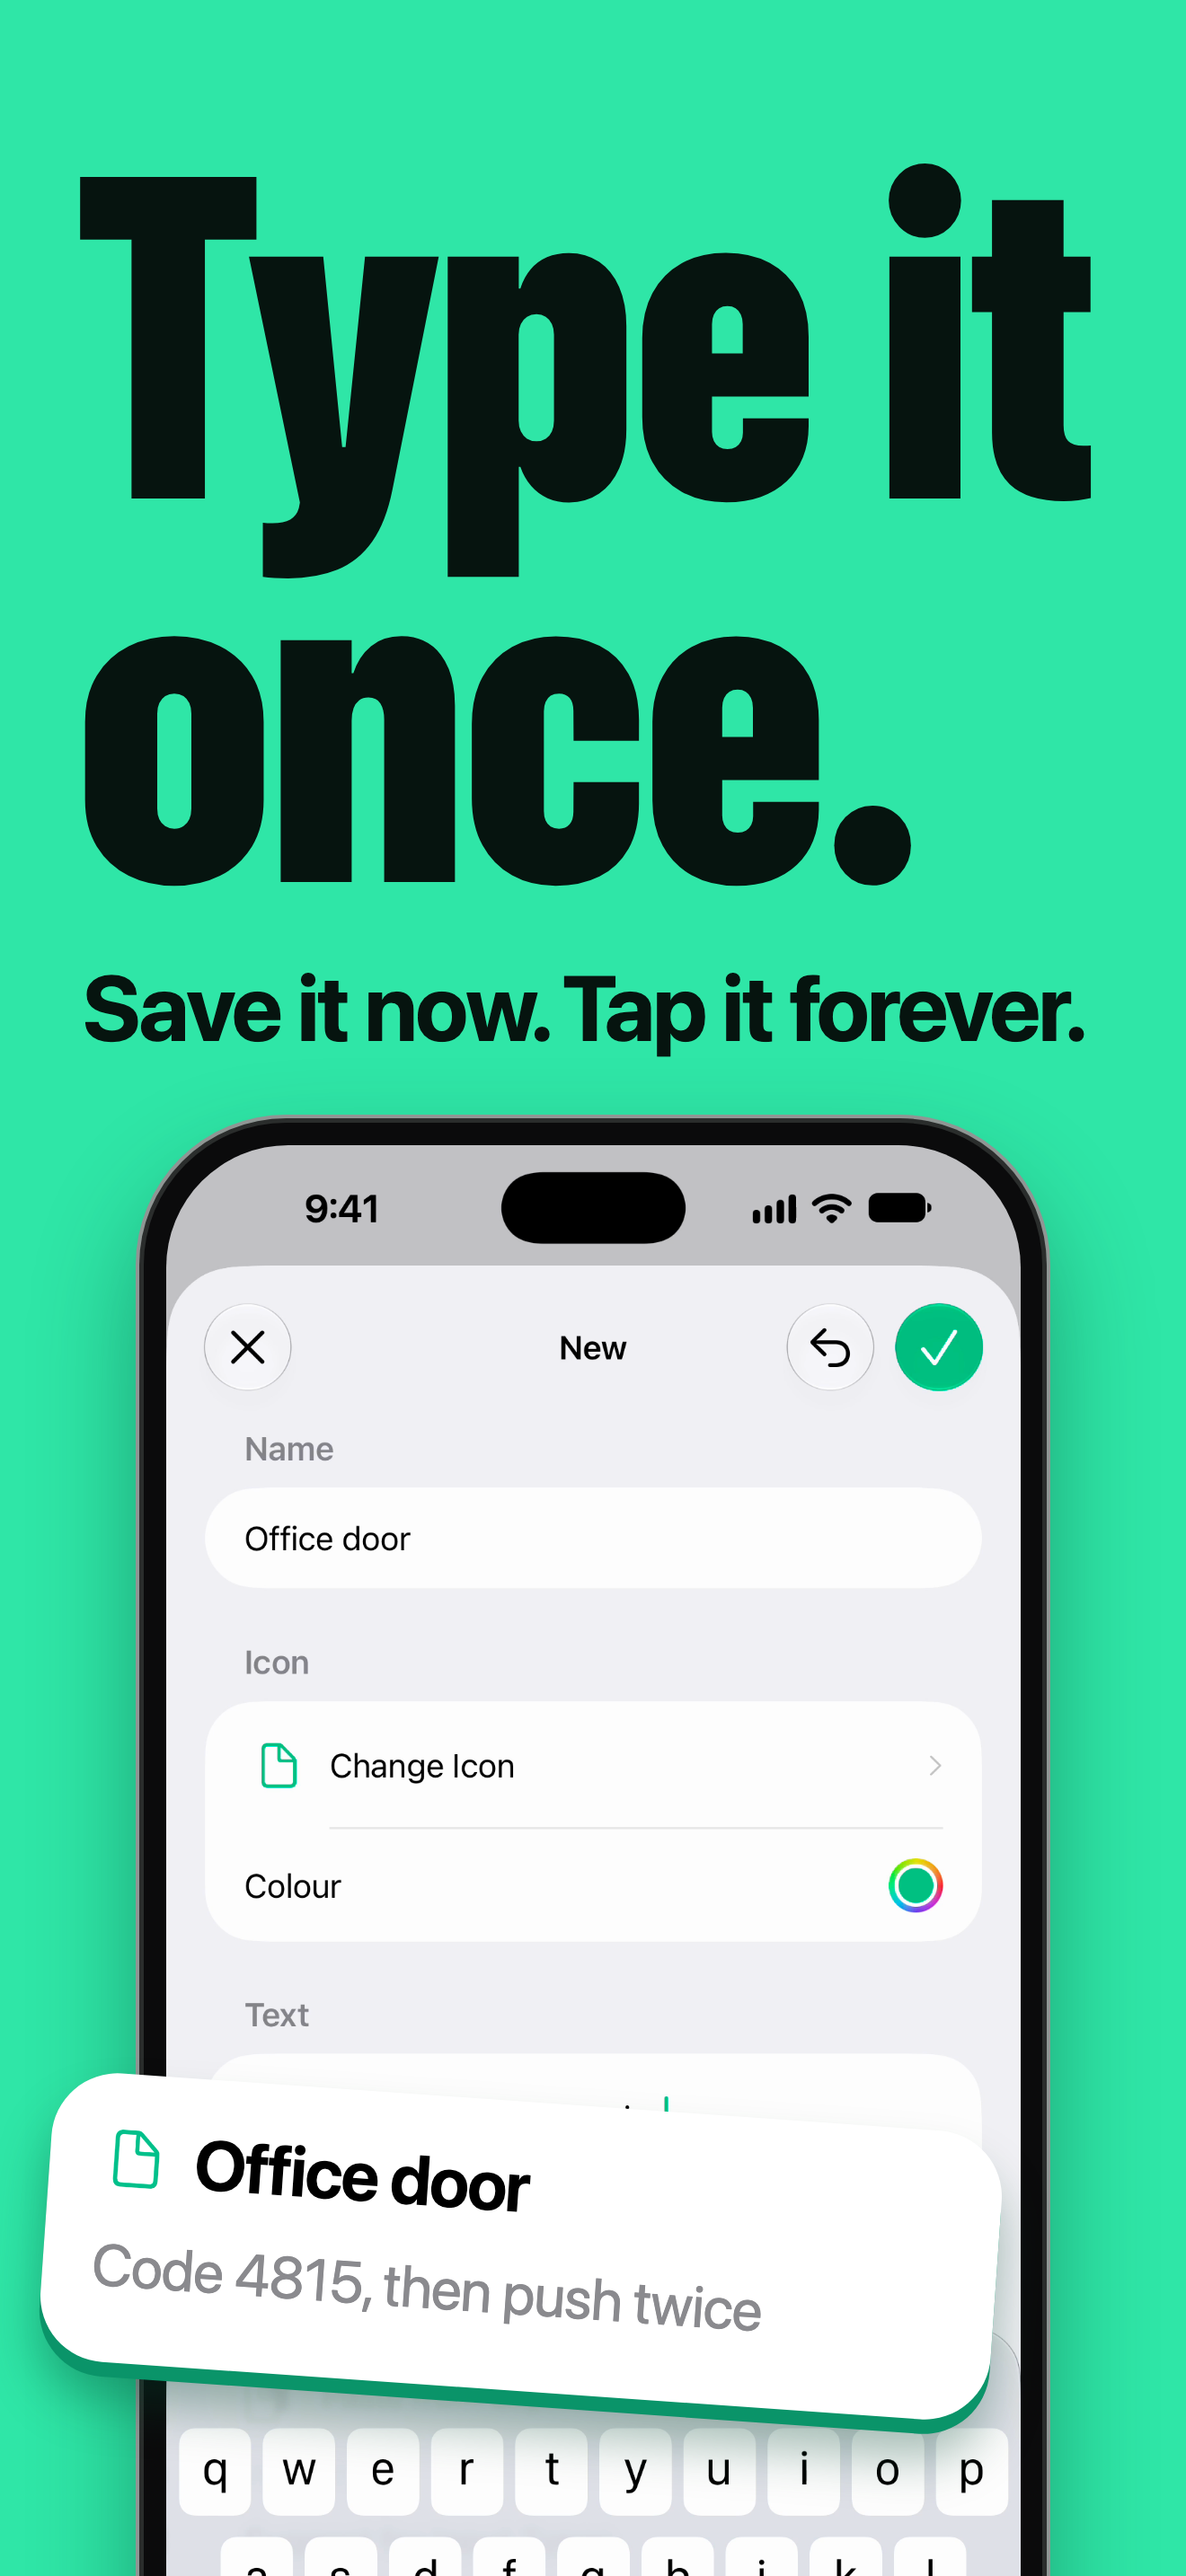 Type it
once.
Save it now. Tap it forever.
9:41
New
Name
Office door
Icon
Change Icon
Colour
Text
Office door
Code 4815, then push twice
q w e r t y u i o p
a s d f g h j k l